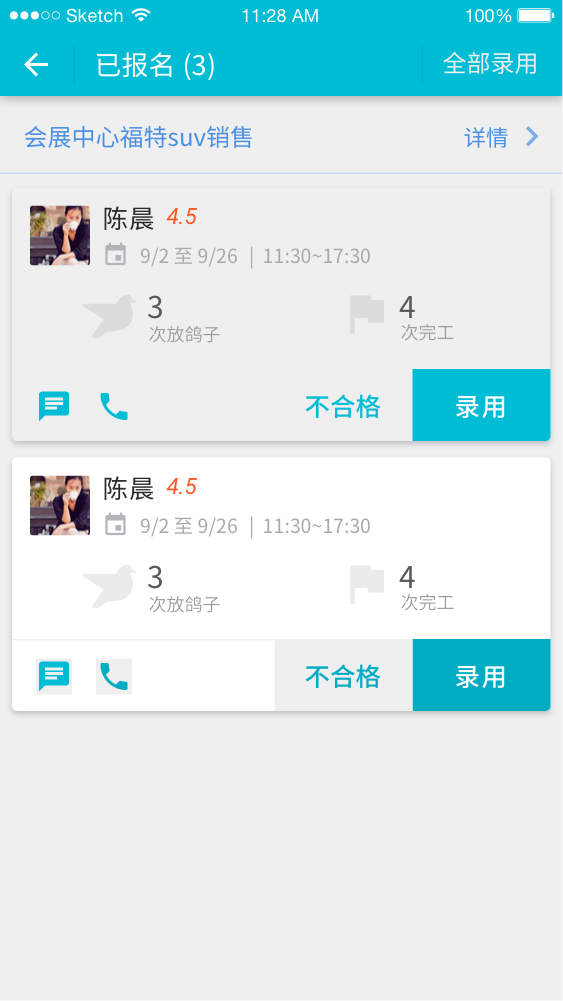 Sketch 11:28 AM 100%
已报名 (3) 全部录用
会展中心福特suv销售 详情
陈晨 4.5
9/2 至 9/26 | 11:30~17:30
3 4
次放鸽子 次完工
不合格 录用
陈晨 4.5
9/2 至 9/26 | 11:30~17:30
3 4
次放鸽子 次完工
不合格 录用